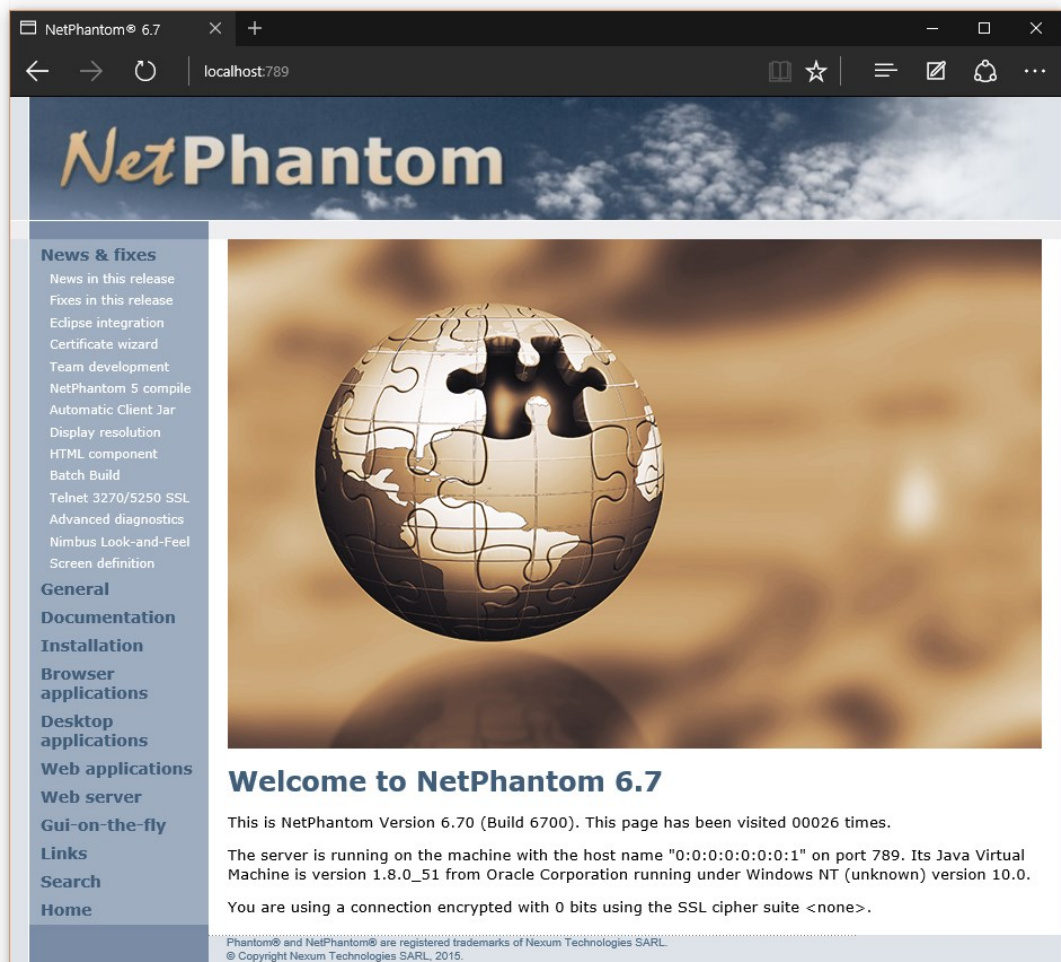 NetPhantom® 6.7
localhost:789
NetPhantom
News & fixes
News in this release
Fixes in this release
Eclipse integration
Certificate wizard
Team development
NetPhantom 5 compile
Automatic Client Jar
Display resolution
HTML component
Batch Build
Telnet 3270/5250 SSL
Advanced diagnostics
Nimbus Look-and-Feel
Screen definition
General
Documentation
Installation
Browser
applications
Desktop
applications
Web applications
Web server
Gui-on-the-fly
Links
Search
Home
Welcome to NetPhantom 6.7
This is NetPhantom Version 6.70 (Build 6700). This page has been visited 00026 times.
The server is running on the machine with the host name "0:0:0:0:0:0:0:1" on port 789. Its Java Virtual
Machine is version 1.8.0_51 from Oracle Corporation running under Windows NT (unknown) version 10.0.
You are using a connection encrypted with 0 bits using the SSL cipher suite <none>.
Phantom® and NetPhantom® are registered trademarks of Nexum Technologies SARL.
© Copyright Nexum Technologies SARL, 2015.